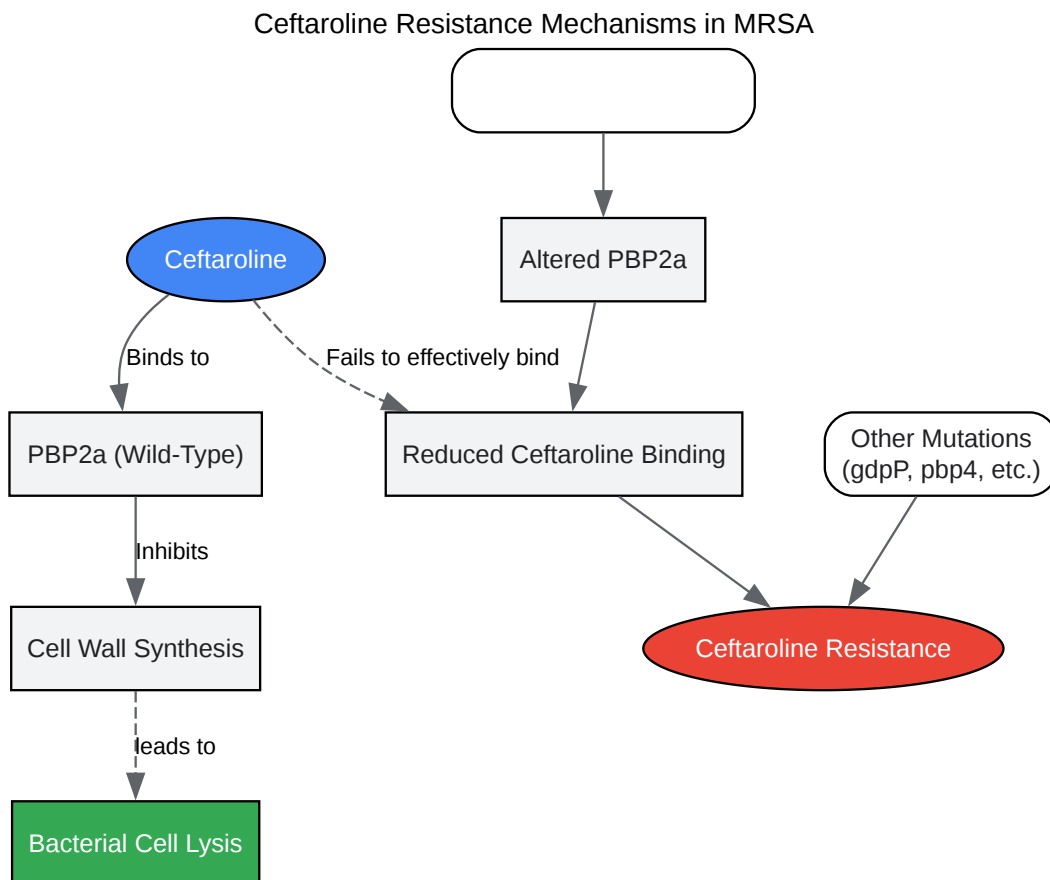 Ceftaroline Resistance Mechanisms in MRSA
Altered PBP2a
Ceftaroline
Binds to
Fails to effectively bind
PBP2a (Wild-Type)
Reduced Ceftaroline Binding
Other Mutations
(gdpP, pbp4, etc.)
Inhibits
Cell Wall Synthesis
Ceftaroline Resistance
leads to
Bacterial Cell Lysis